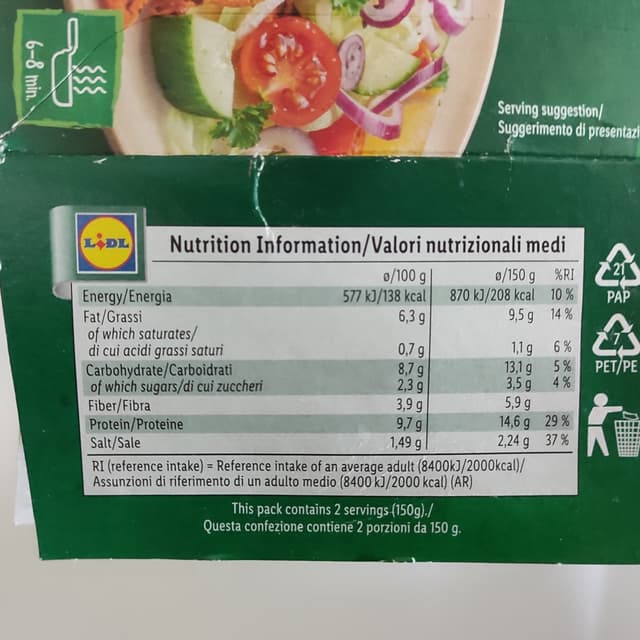 6-8 min.
Serving suggestion/
Suggerimento di
LIDL
Nutrition Information/Valori nutrizionali medi
ø/100 g ø/150 g %RI
Energy/Energia 577 kJ/138 kcal 870 kJ/208 kcal 10 %
Fat/Grassi 6,3 g 9,5 g 14 %
of which saturates/
di cui acidi grassi saturi 0,7 g 1,1 g 6 %
Carbohydrate/Carboidrati 8,7 g 13,1 g 5 %
of which sugars/di cui zuccheri 2,3 g 3,5 g 4 %
Fiber/Fibra 3,9 g 5,9 g
Protein/Proteine 9,7 g 14,6 g 29 %
Salt/Sale 1,49 g 2,24 g 37 %
RI (reference intake) = Reference intake of an average adult (8400kJ/2000kcal)/
Assunzioni di riferimento di un adulto medio (8400 kJ/2000 kcal) (AR)
This pack contains 2 servings (150g)./
Questa confezione contiene 2 porzioni da 150 g.
21
PAP
7
PET/PE